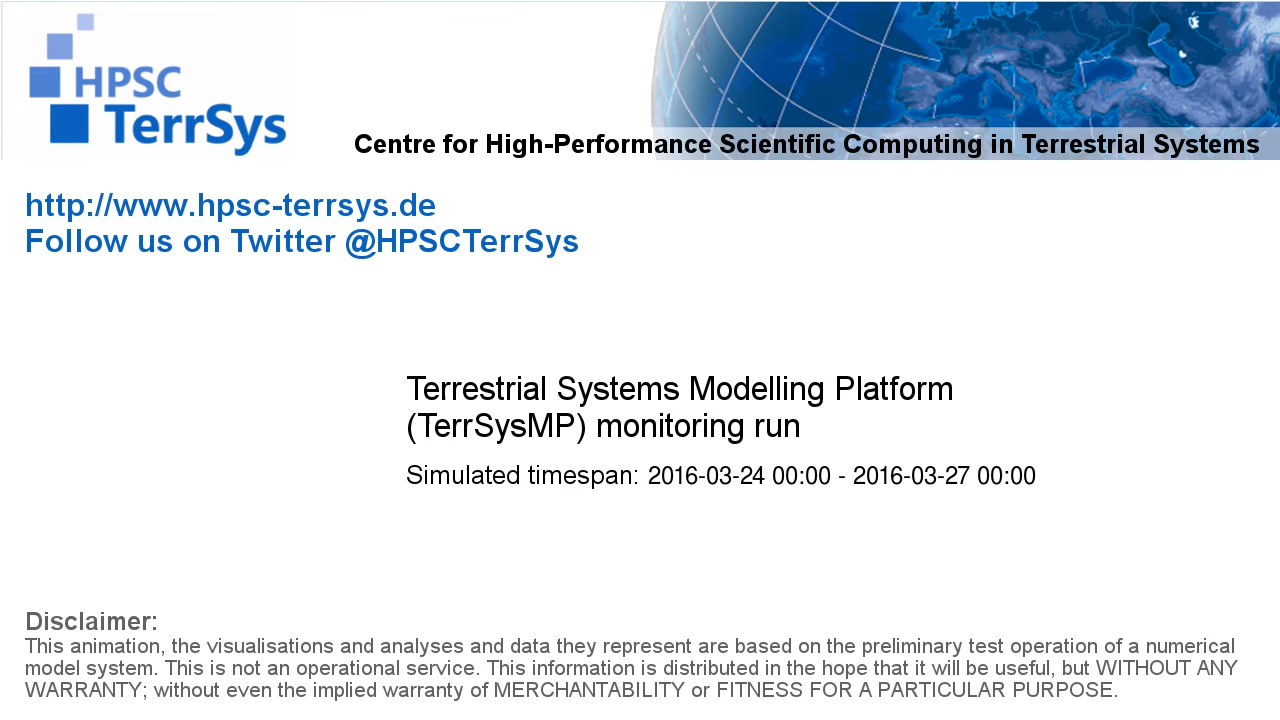 HPSC
TerrSys
Centre for High-Performance Scientific Computing in Terrestrial Systems
http://www.hpsc-terrsys.de
Follow us on Twitter @HPSCTerrSys
Terrestrial Systems Modelling Platform
(TerrSysMP) monitoring run
Simulated timespan: 2016-03-24 00:00 - 2016-03-27 00:00
Disclaimer:
This animation, the visualisations and analyses and data they represent are based on the preliminary test operation of a numerical
model system. This is not an operational service. This information is distributed in the hope that it will be useful, but WITHOUT ANY
WARRANTY; without even the implied warranty of MERCHANTABILITY or FITNESS FOR A PARTICULAR PURPOSE.